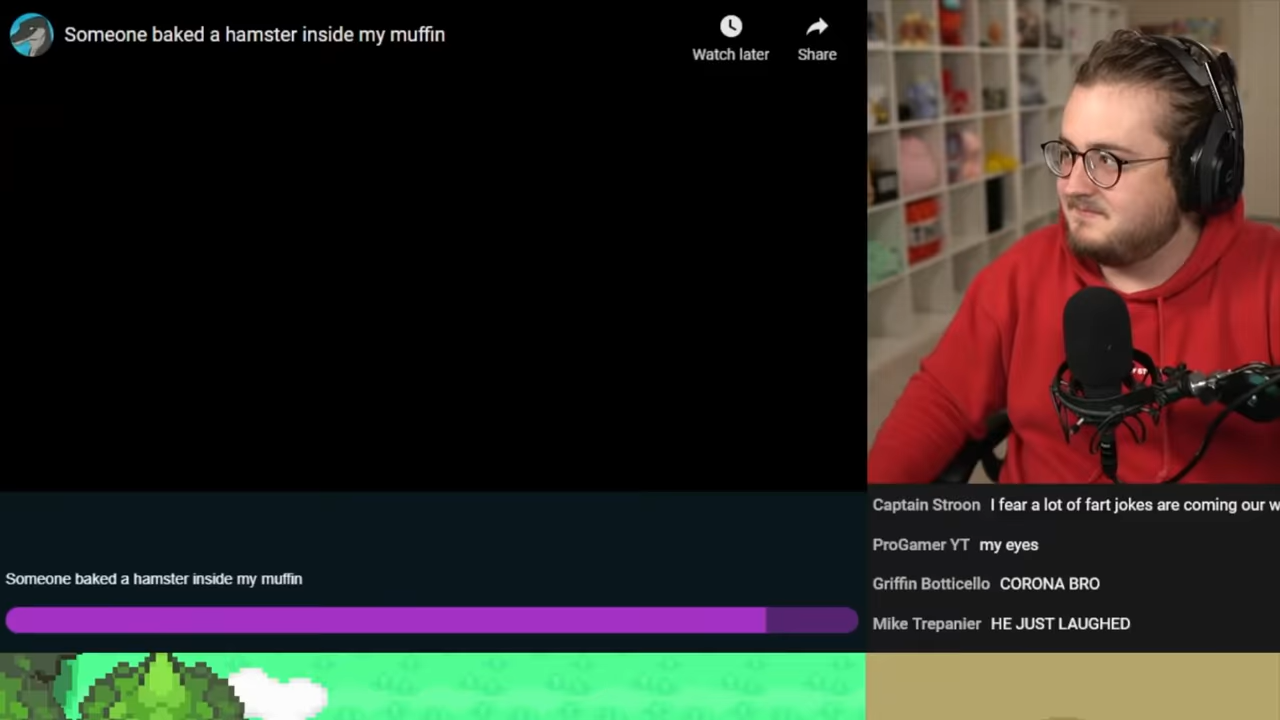 Someone baked a hamster inside my muffin
Watch later
Share
Captain Stroon I fear a lot of fart jokes are coming our
ProGamer YT my eyes
Griffin Botticello CORONA BRO
Mike Trepanier HE JUST LAUGHED
Someone baked a hamster inside my muffin